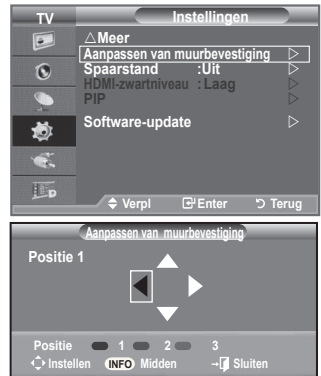 TV Instellingen
△Meer
Aanpassen van muurbevestiging ▷
Spaarstand :Uit ▷
HDMI-zwartniveau :Laag ▷
PIP ▷
Software-update ▷
Verpl Enter Terug
Aanpassen van muurbevestiging
Positie 1
Positie 1 2 3
Instellen INFO Midden Sluiten